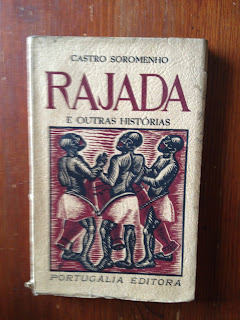 CASTRO SOROMENHO
RAJADA
E OUTRAS HISTÓRIAS
PORTUGÁLIA EDITORA